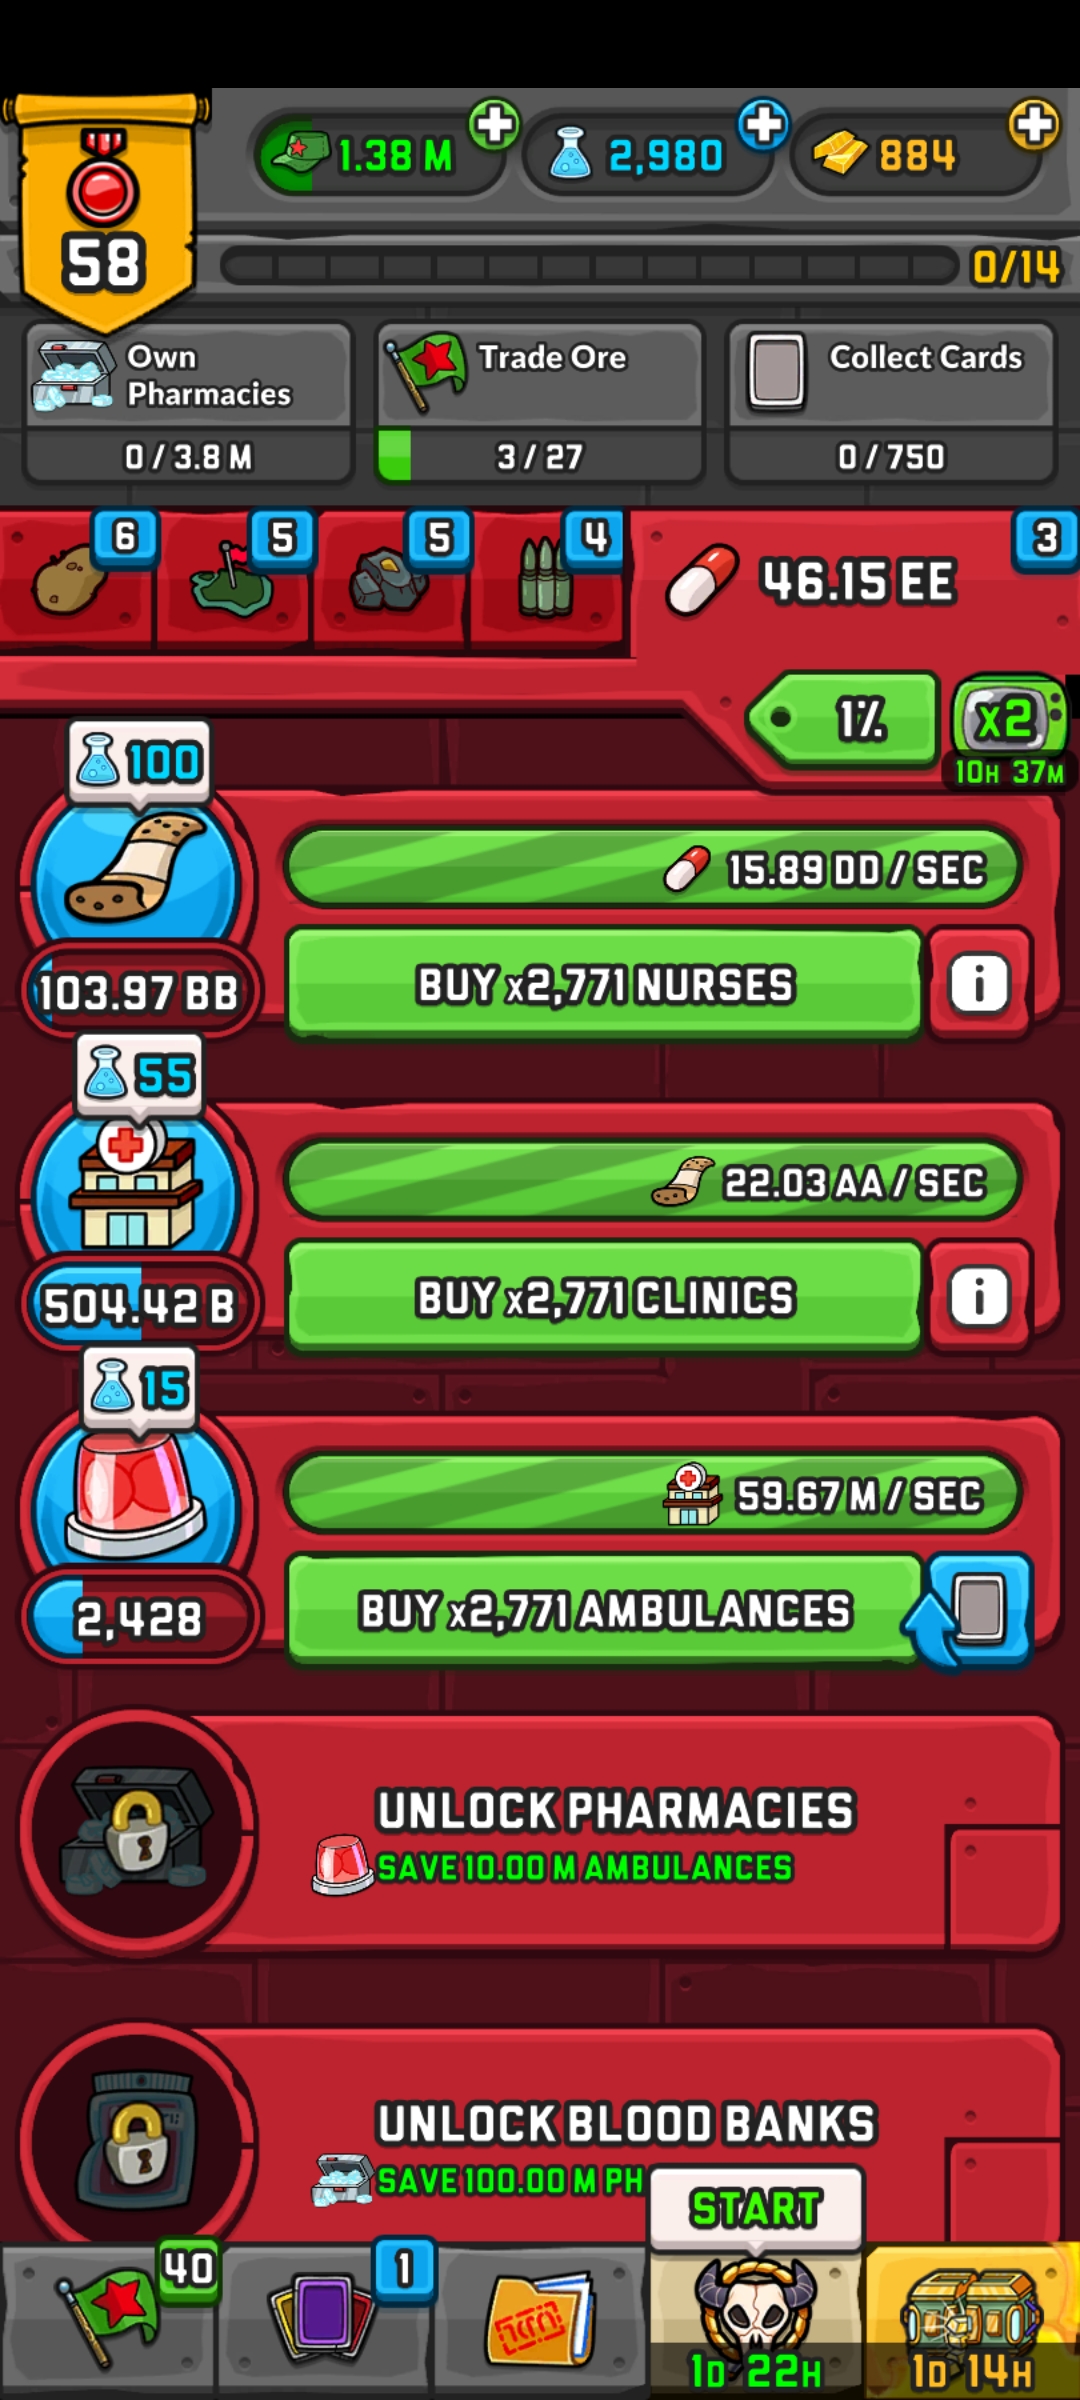 58
1.38 M
2,980
884
0/14
Own
Pharmacies
0 / 3.8 M
Trade Ore
3 / 27
Collect Cards
0 / 750
6
5
5
4
46.15 EE
3
1%
x2
10H 37M
100
15.89 DD / SEC
BUY x2,771 NURSES
i
103.97 BB
55
22.03 AA / SEC
BUY x2,771 CLINICS
i
504.42 B
15
59.67 M / SEC
BUY x2,771 AMBULANCES
2,428
UNLOCK PHARMACIES
SAVE 10.00 M AMBULANCES
UNLOCK BLOOD BANKS
SAVE 100.00 M PH
START
40
1
1D 22H
1D 14H